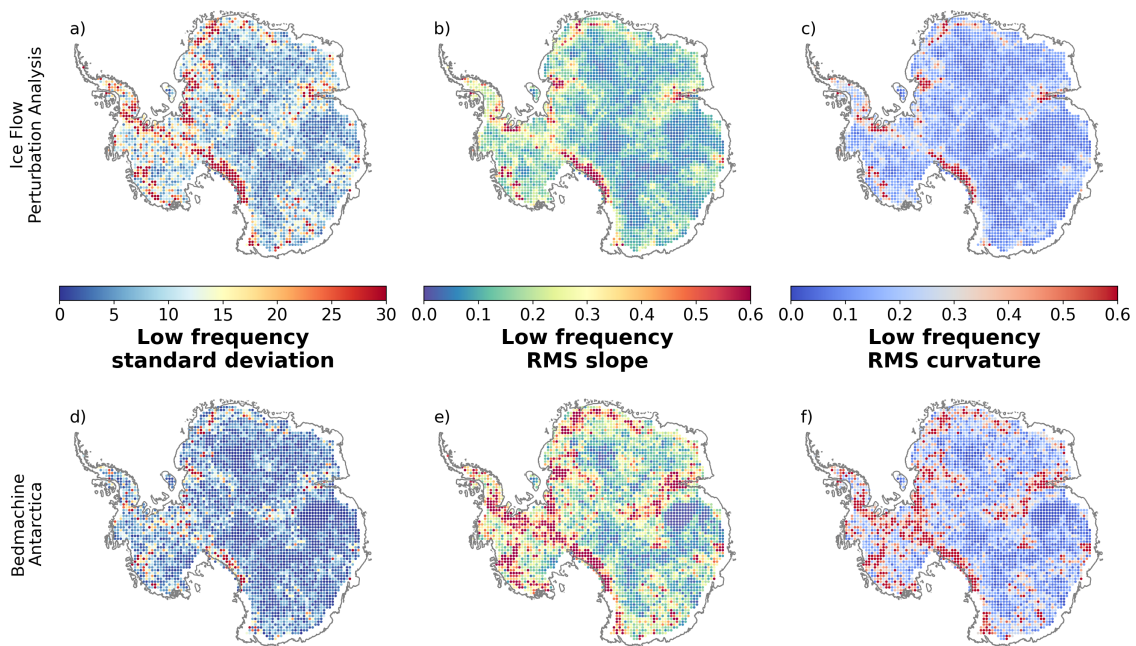 a)
b)
c)
Ice Flow
Perturbation Analysis
0 5 10 15 20 25 30
Low frequency
standard deviation
0.0 0.1 0.2 0.3 0.4 0.5 0.6
Low frequency
RMS slope
0.0 0.1 0.2 0.3 0.4 0.5 0.6
Low frequency
RMS curvature
d)
e)
f)
Bedmachine
Antarctica